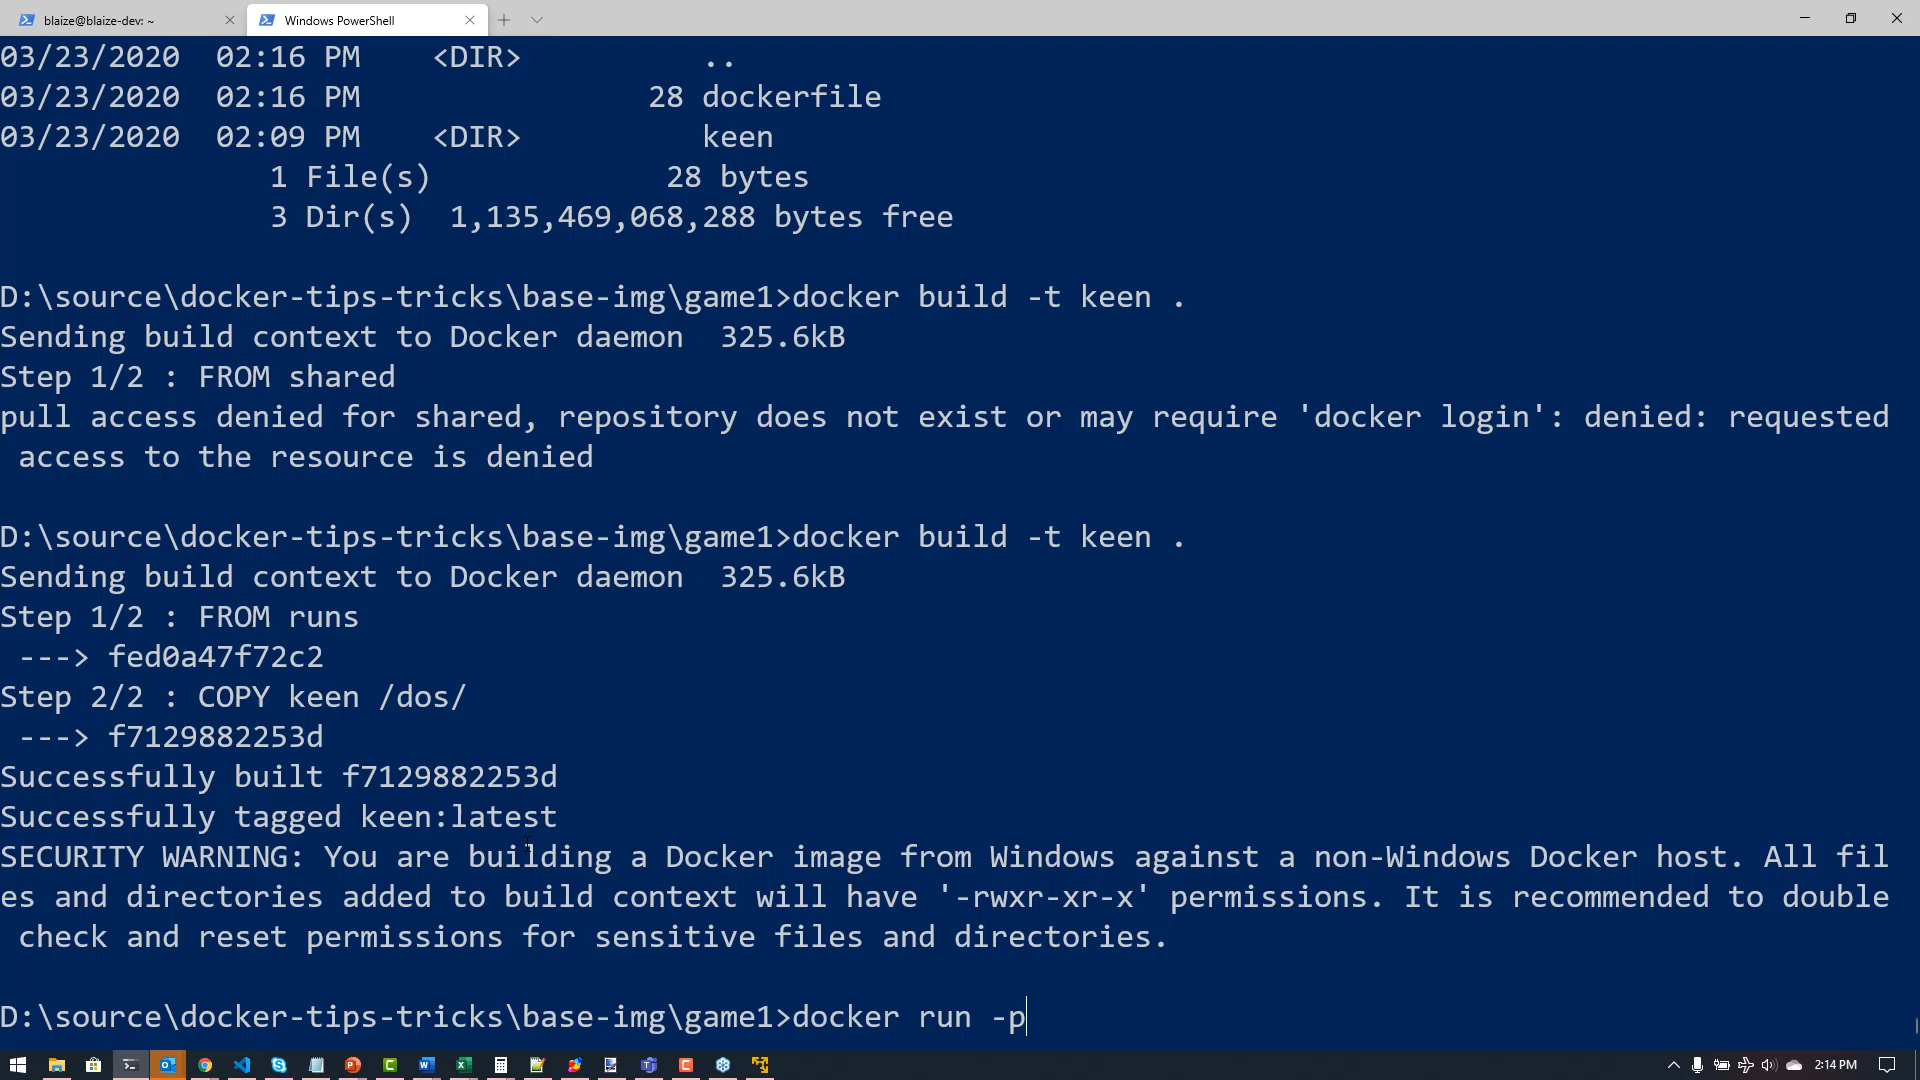 blaize@blaize-dev: ~
Windows PowerShell
03/23/2020  02:16 PM    <DIR>          ..
03/23/2020  02:16 PM                28 dockerfile
03/23/2020  02:09 PM    <DIR>          keen
               1 File(s)             28 bytes
               3 Dir(s)  1,135,469,068,288 bytes free
D:\source\docker-tips-tricks\base-img\game1>docker build -t keen .
Sending build context to Docker daemon  325.6kB
Step 1/2 : FROM shared
pull access denied for shared, repository does not exist or may require 'docker login': denied: requested
 access to the resource is denied
D:\source\docker-tips-tricks\base-img\game1>docker build -t keen .
Sending build context to Docker daemon  325.6kB
Step 1/2 : FROM runs
 ---> fed0a47f72c2
Step 2/2 : COPY keen /dos/
 ---> f7129882253d
Successfully built f7129882253d
Successfully tagged keen:latest
SECURITY WARNING: You are building a Docker image from Windows against a non-Windows Docker host. All fil
es and directories added to build context will have '-rwxr-xr-x' permissions. It is recommended to double
 check and reset permissions for sensitive files and directories.
D:\source\docker-tips-tricks\base-img\game1>docker run -p
2:14 PM